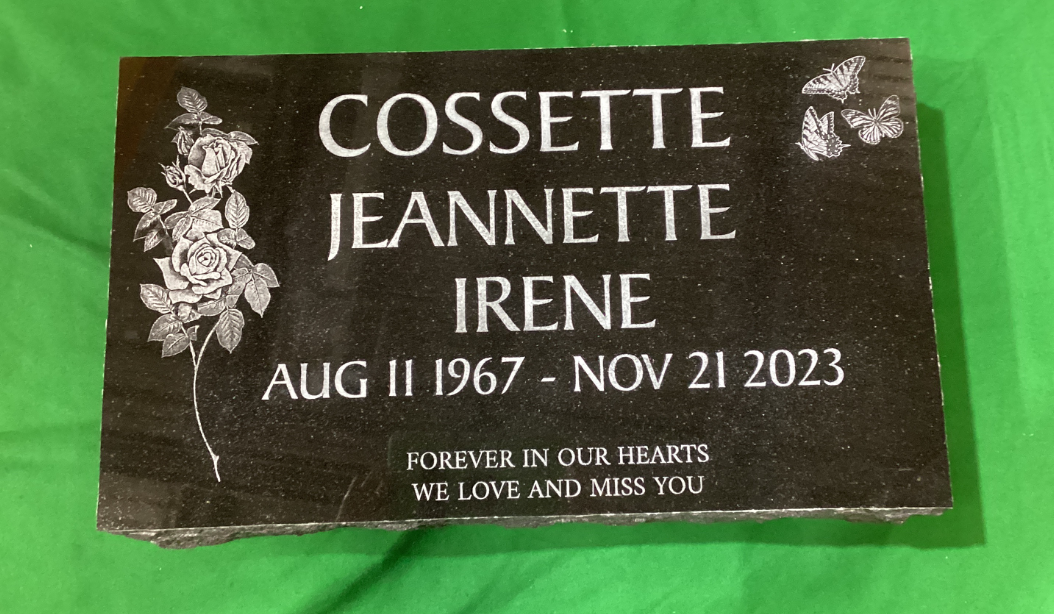 COSSETTE
JEANNETTE
IRENE
AUG 11 1967 - NOV 21 2023
FOREVER IN OUR HEARTS
WE LOVE AND MISS YOU